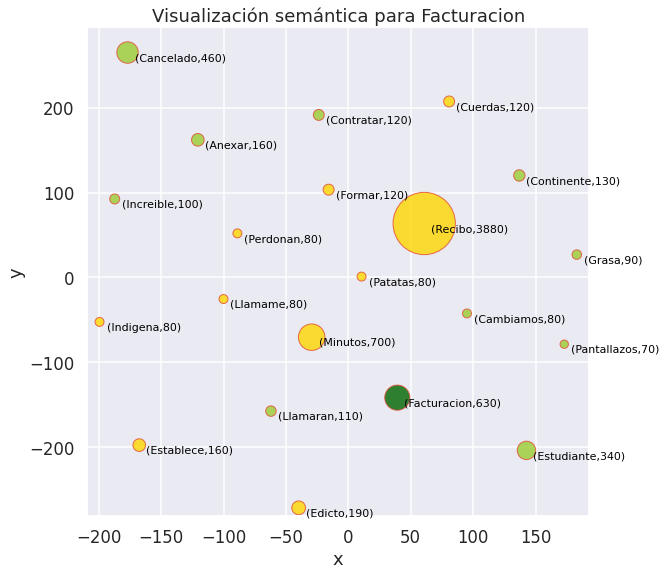 Visualización semántica para Facturacion
(Cancelado,460)
(Cuerdas,120)
(Contratar,120)
(Anexar,160)
(Continente,130)
(Formar,120)
(Increible,100)
(Recibo,3880)
(Perdonan,80)
(Grasa,90)
(Patatas,80)
(Llamame,80)
(Cambiamos,80)
(Indigena,80)
(Minutos,700)
(Pantallazos,70)
(Facturacion,630)
(Llamaran,110)
(Establece,160)
(Estudiante,340)
(Edicto,190)
y
200
100
0
−100
−200
−200 −150 −100 −50 0 50 100 150
x